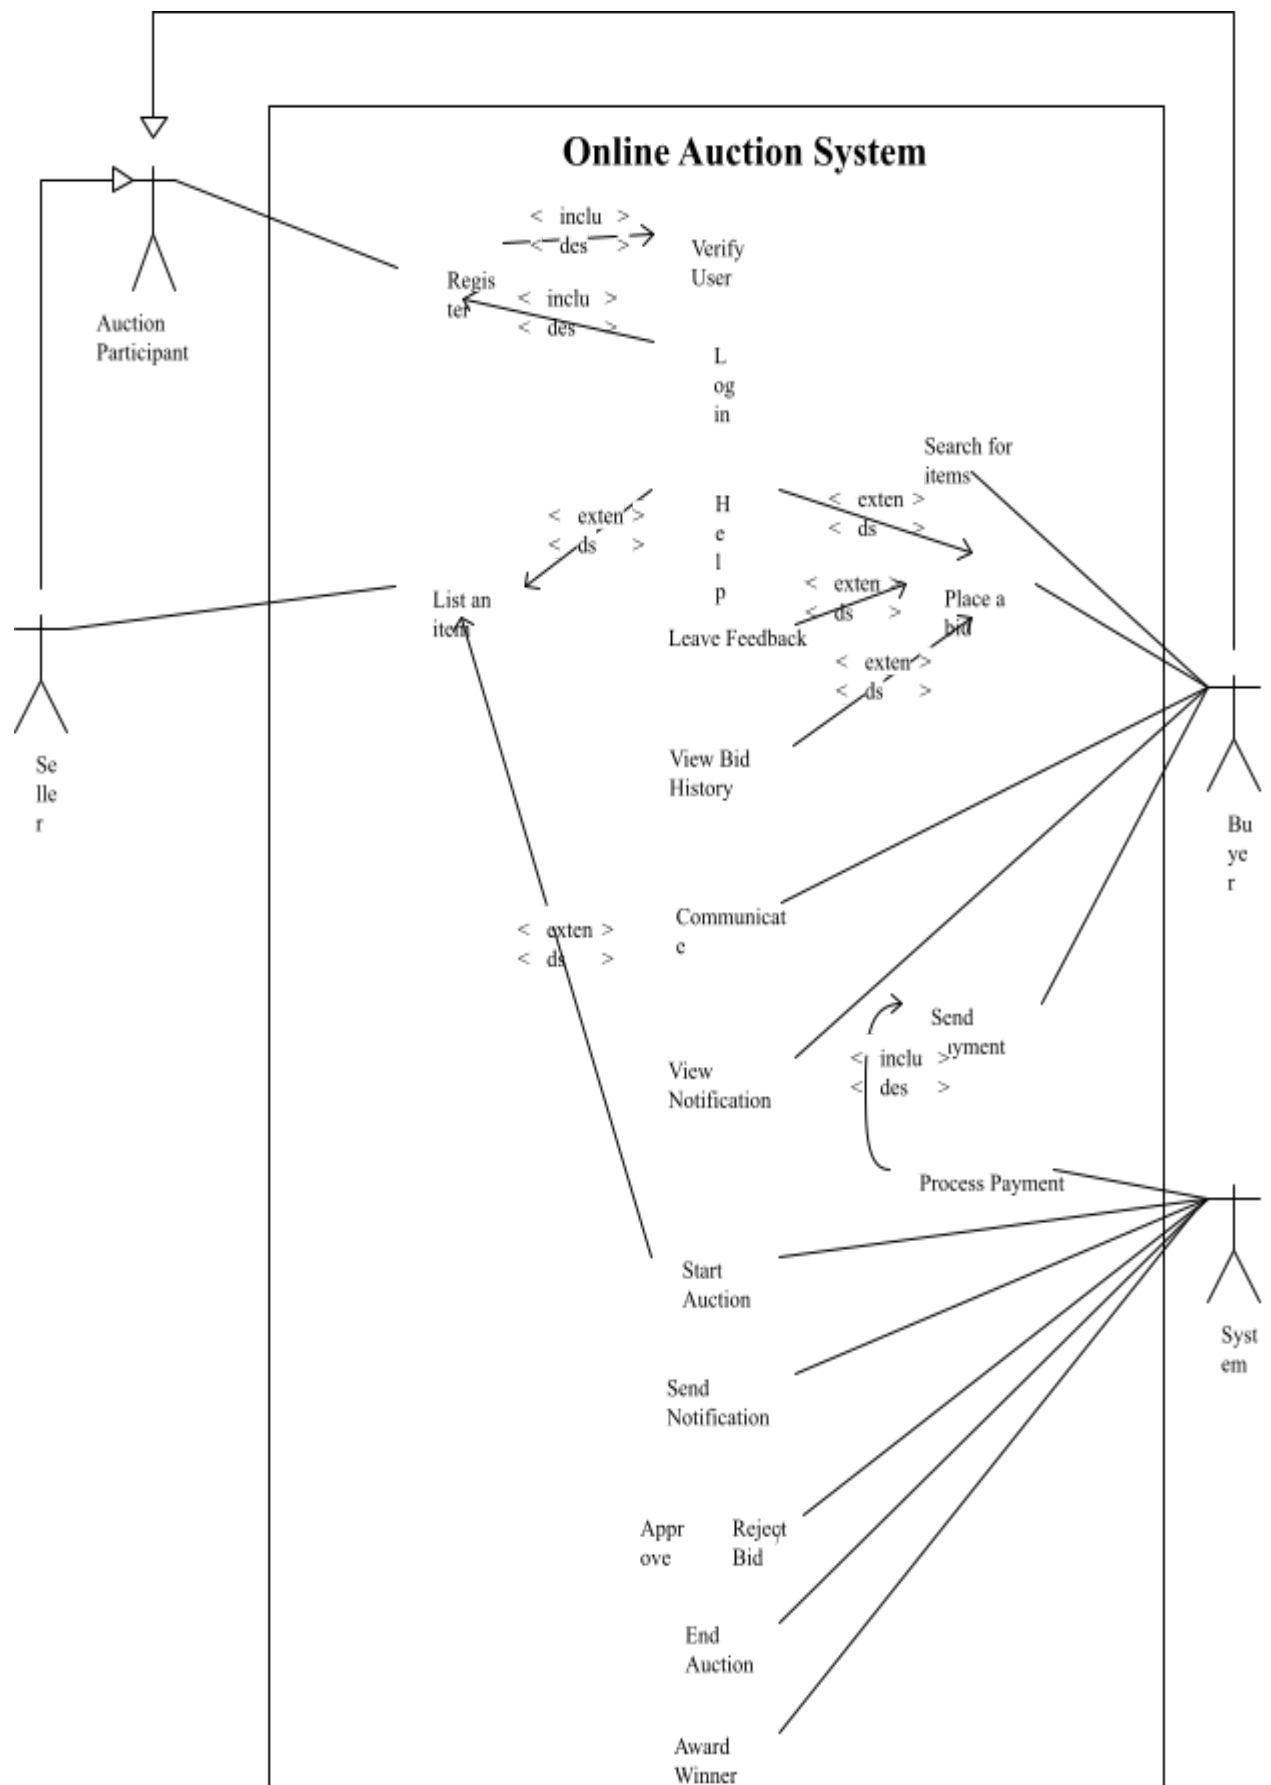 Online Auction System
< inclu >
< des >
Verify
User
Regis
ter
< inclu >
< des >
Auction
Participant
L
og
in
Search for
items
< exten >
< ds >
H
e
l
p
< exten >
< ds >
List an
item
< exten >
< ds >
Place a
bid
Leave Feedback
< exten >
< ds >
View Bid
History
Se
lle
r
Bu
ye
r
Communicat
e
< exten >
< ds >
Send
yment
< inclu >
< des >
View
Notification
Process Payment
Start
Auction
Syst
em
Send
Notification
Appr
ove
Reject
Bid
End
Auction
Award
Winner